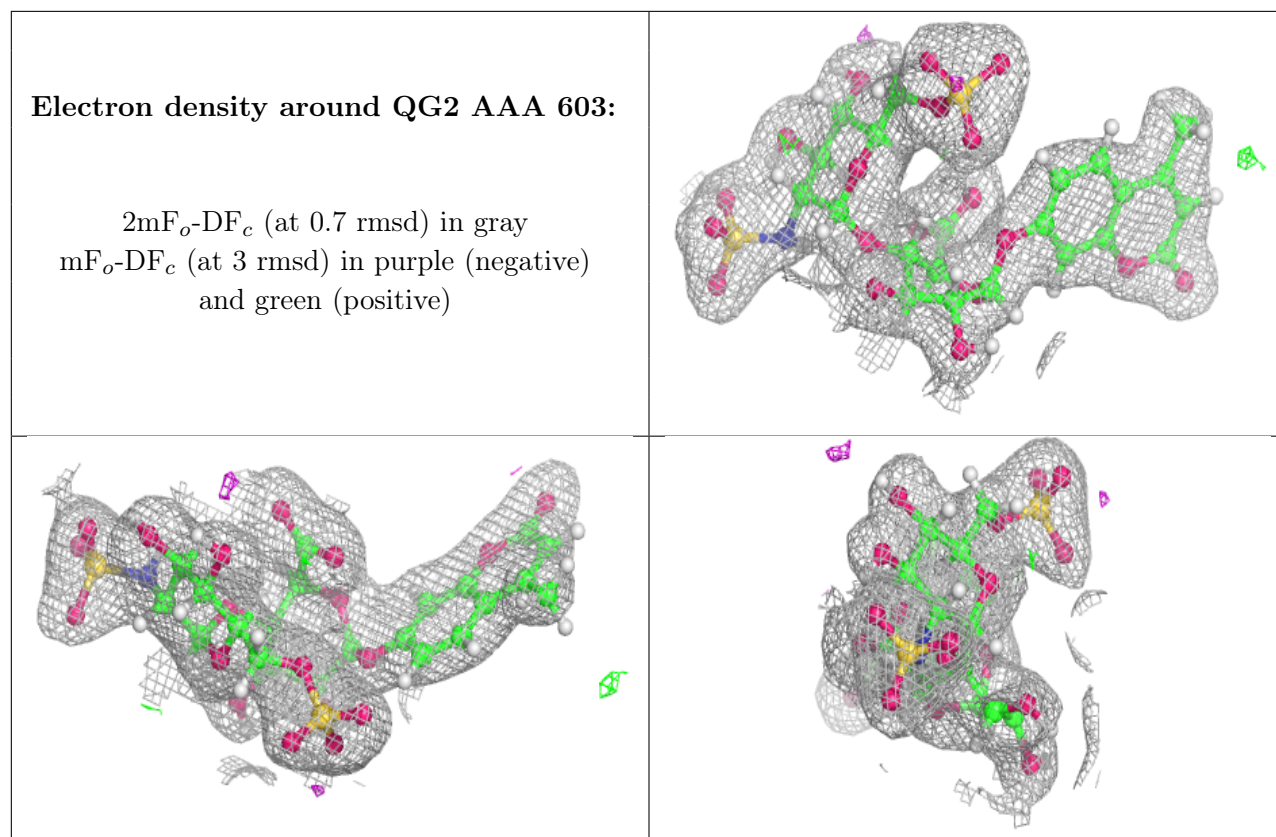 Electron density around QG2 AAA 603:
2mFₒ-DF𝒸 (at 0.7 rmsd) in gray
mFₒ-DF𝒸 (at 3 rmsd) in purple (negative)
and green (positive)